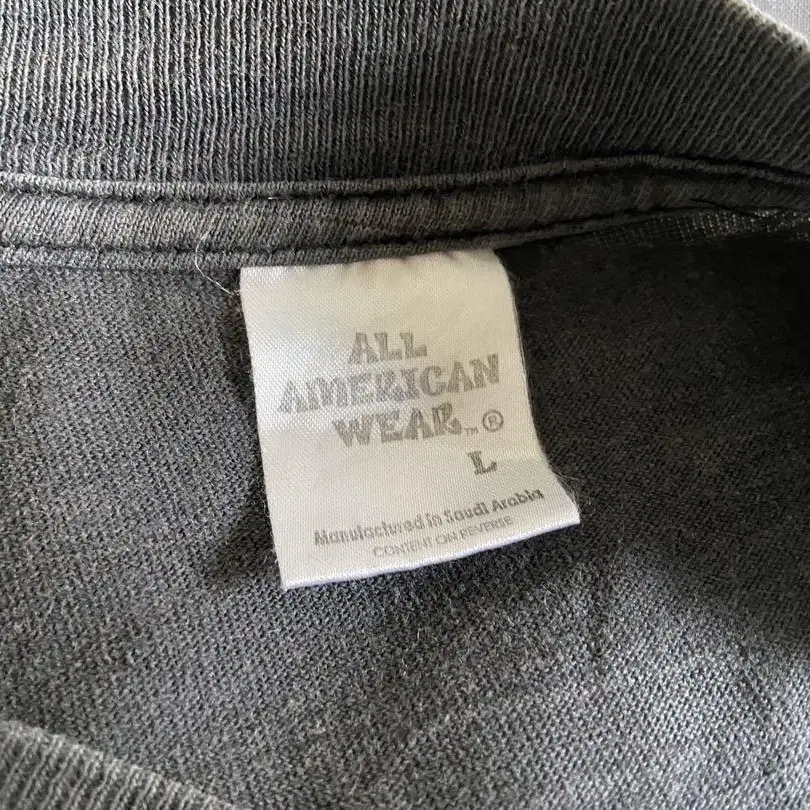 ALL
AMERICAN
WEAR™®
L
Manufactured in Saudi Arabia
CONTENT ON REVERSE